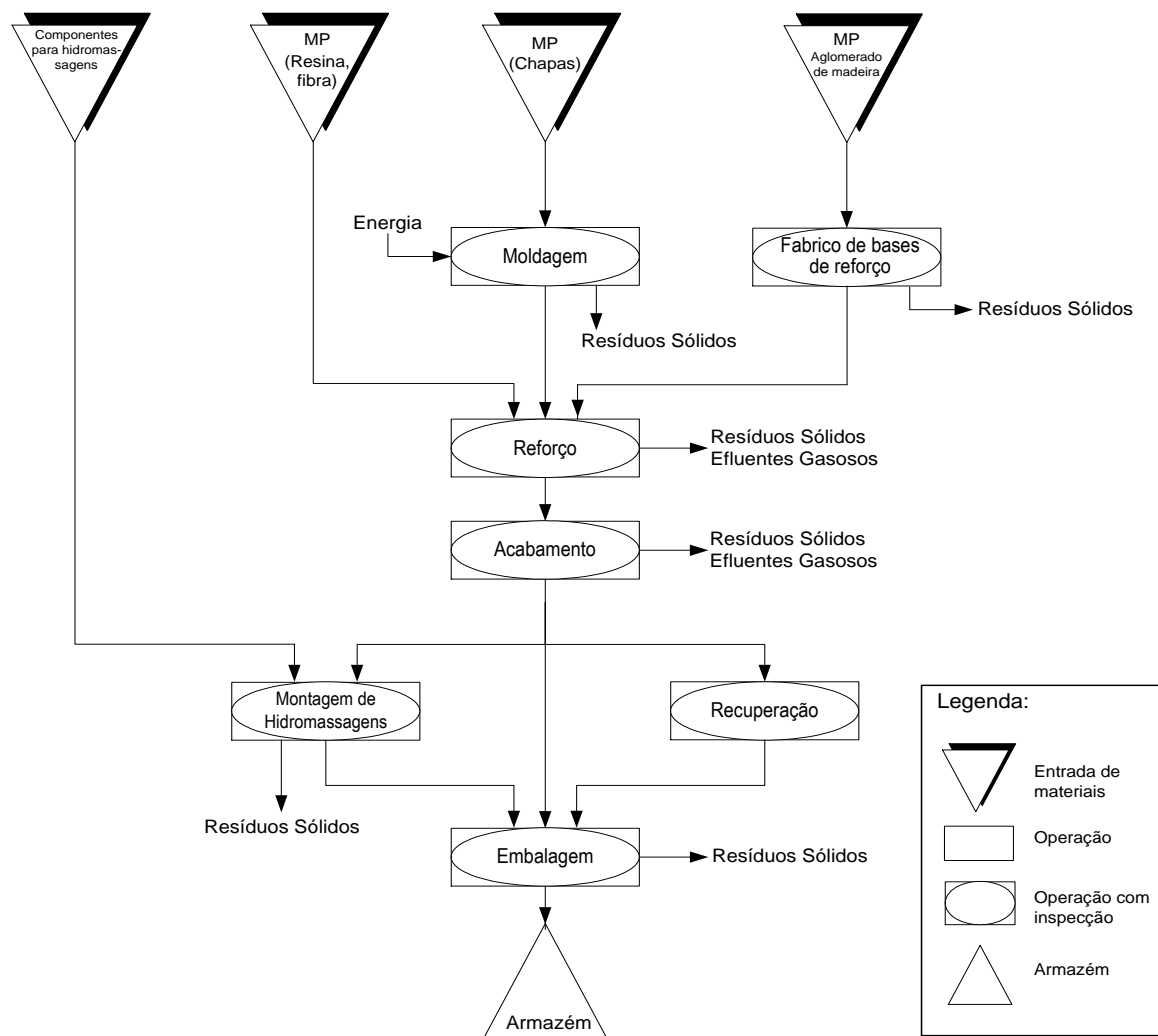 Componentes
para hidromas-
sagens
MP
(Resina,
fibra)
MP
(Chapas)
MP
Aglomerado
de madeira
Energia
Moldagem
Fabrico de bases
de reforço
Resíduos Sólidos
Resíduos Sólidos
Reforço
Resíduos Sólidos
Efluentes Gasosos
Acabamento
Resíduos Sólidos
Efluentes Gasosos
Montagem de
Hidromassagens
Recuperação
Resíduos Sólidos
Embalagem
Resíduos Sólidos
Armazém
Legenda:
Entrada de
materiais
Operação
Operação com
inspecção
Armazém